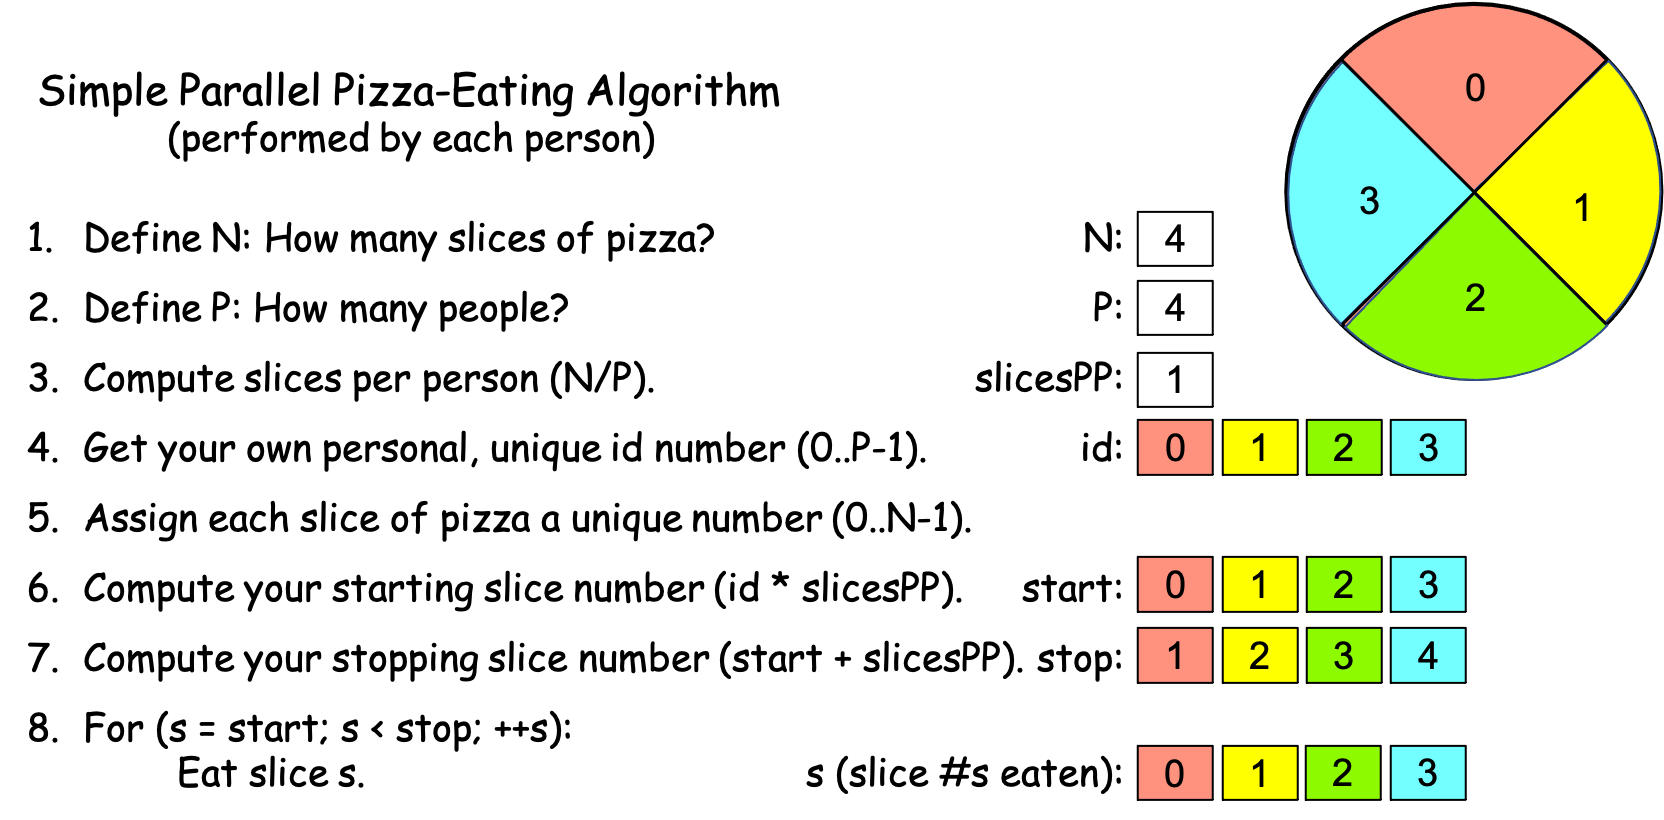 Simple Parallel Pizza-Eating Algorithm
(performed by each person)
0
1
2
3
1. Define N: How many slices of pizza? N: 4
2. Define P: How many people? P: 4
3. Compute slices per person (N/P). slicesPP: 1
4. Get your own personal, unique id number (0..P-1). id: 0 1 2 3
5. Assign each slice of pizza a unique number (0..N-1).
6. Compute your starting slice number (id * slicesPP). start: 0 1 2 3
7. Compute your stopping slice number (start + slicesPP). stop: 1 2 3 4
8. For (s = start; s < stop; ++s):
Eat slice s. s (slice #s eaten): 0 1 2 3